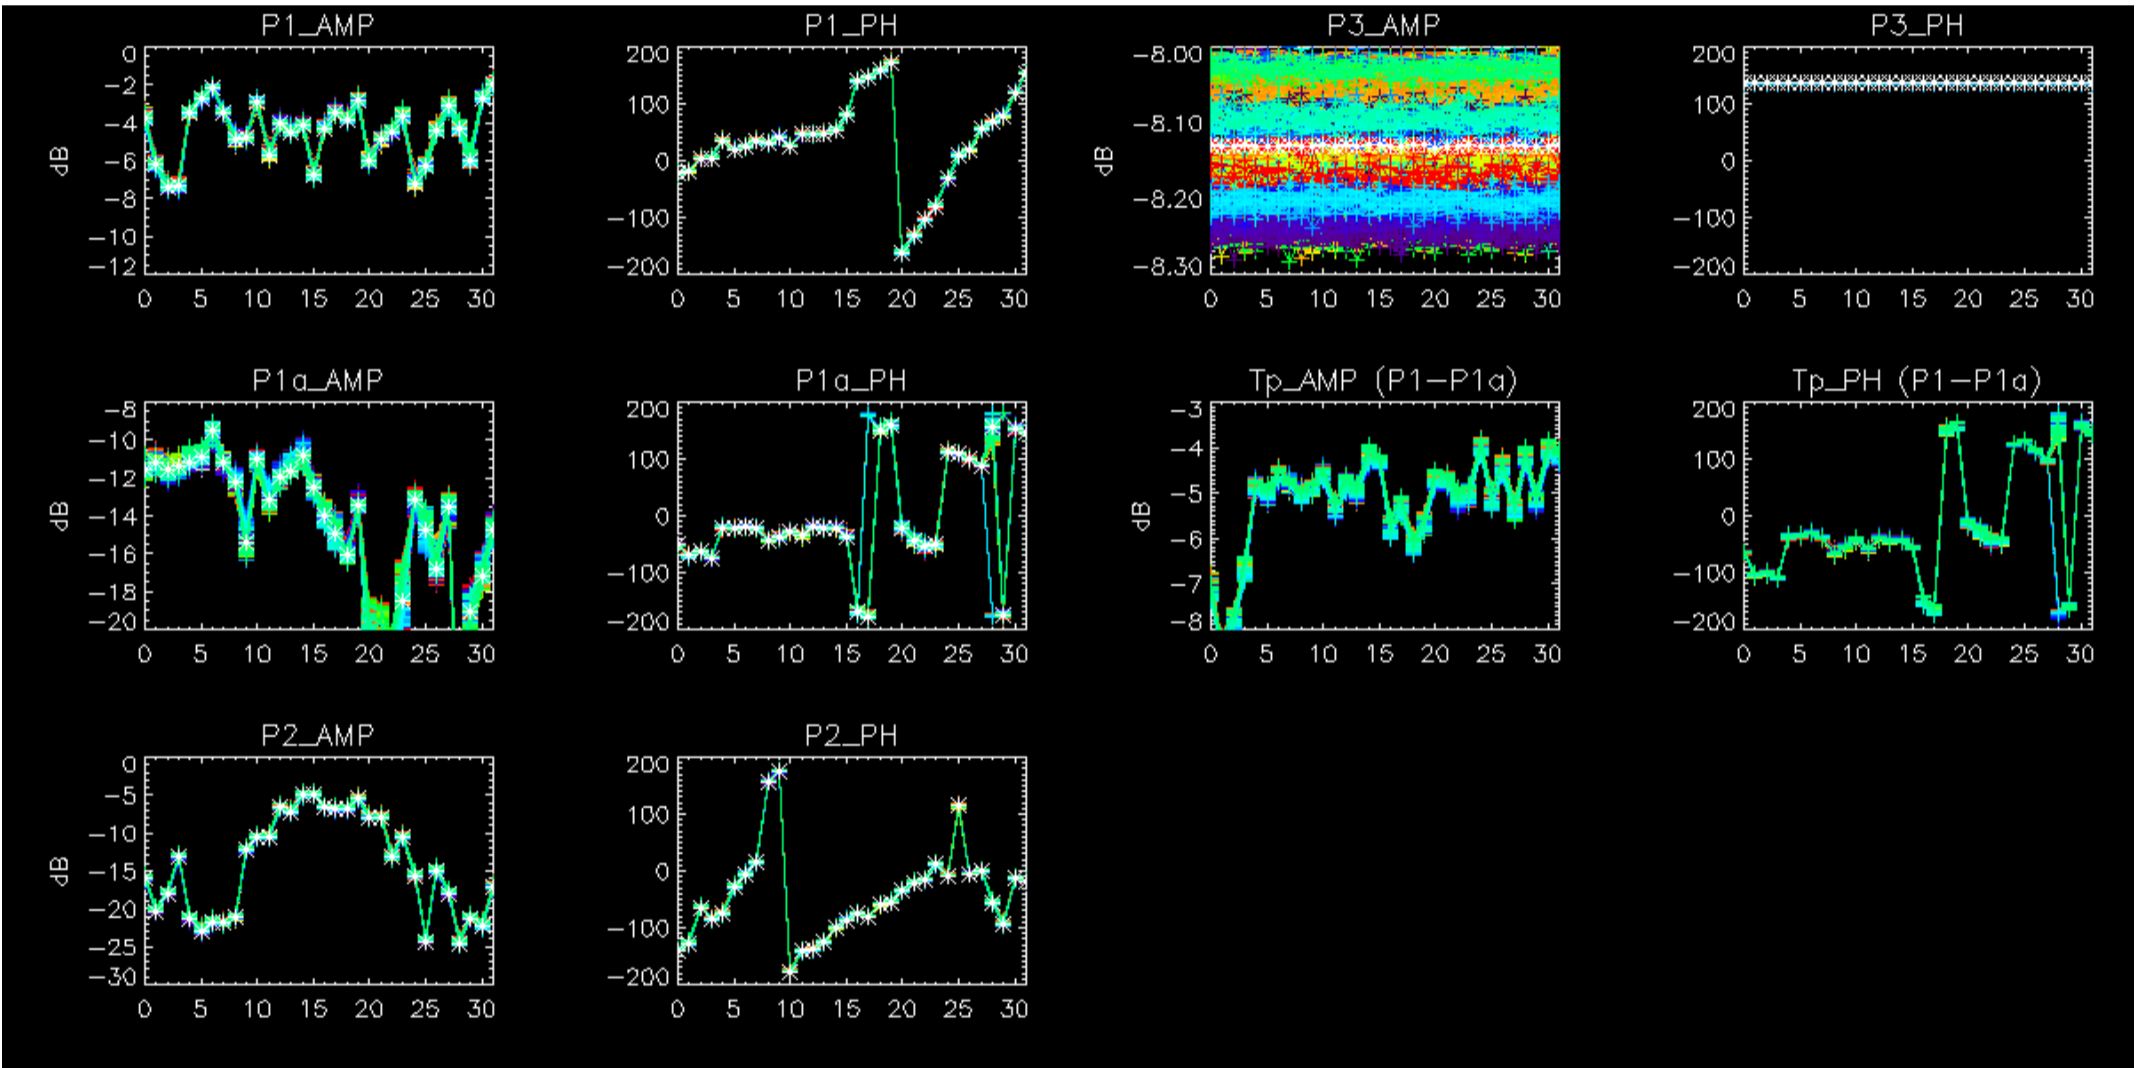 P1_AMP
P1_PH
P3_AMP
P3_PH
0
−2
−4
−6
−8
−10
−12
dB
0 5 10 15 20 25 30
200
100
0
−100
−200
0 5 10 15 20 25 30
−8.00
−8.10
−8.20
−8.30
dB
0 5 10 15 20 25 30
200
100
0
−100
−200
0 5 10 15 20 25 30
P1a_AMP
P1a_PH
Tp_AMP (P1−P1a)
Tp_PH (P1−P1a)
−8
−10
−12
−14
−16
−18
−20
dB
0 5 10 15 20 25 30
200
100
0
−100
−200
0 5 10 15 20 25 30
−3
−4
−5
−6
−7
−8
dB
0 5 10 15 20 25 30
200
100
0
−100
−200
0 5 10 15 20 25 30
P2_AMP
P2_PH
0
−5
−10
−15
−20
−25
−30
dB
0 5 10 15 20 25 30
200
100
0
−100
−200
0 5 10 15 20 25 30